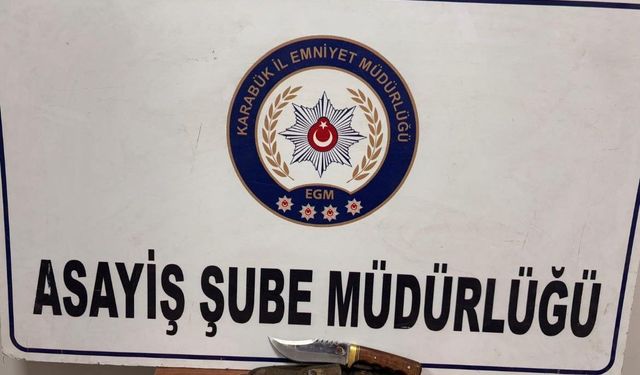 KARABÜK İL EMNİYET MÜDÜRLÜĞÜ
EGM
ASAYİŞ ŞUBE MÜDÜRLÜĞÜ